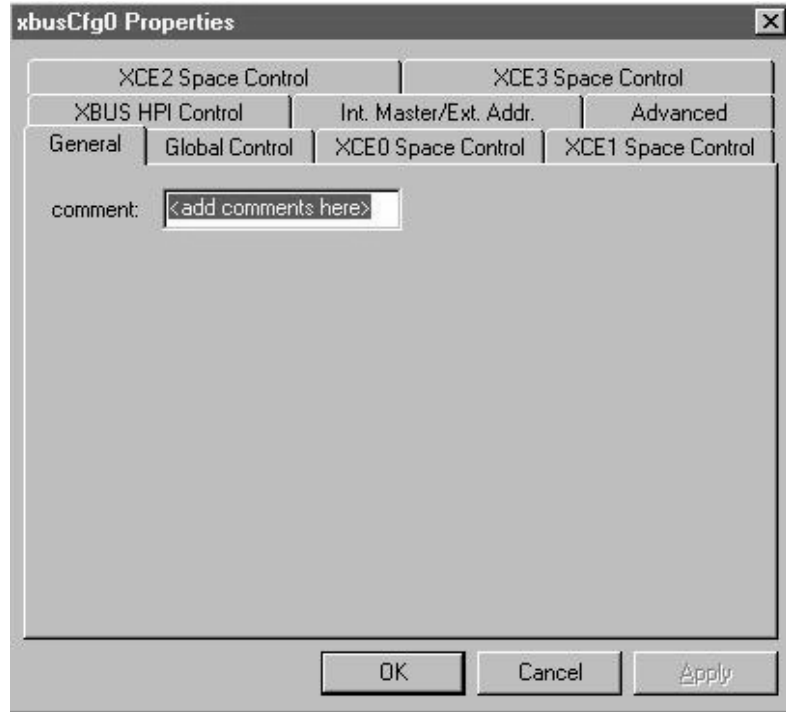 xbusCfg0 Properties
XCE2 Space Control XCE3 Space Control
XBUS HPI Control Int. Master/Ext. Addr. Advanced
General Global Control XCE0 Space Control XCE1 Space Control
comment: <add comments here>
OK Cancel Apply